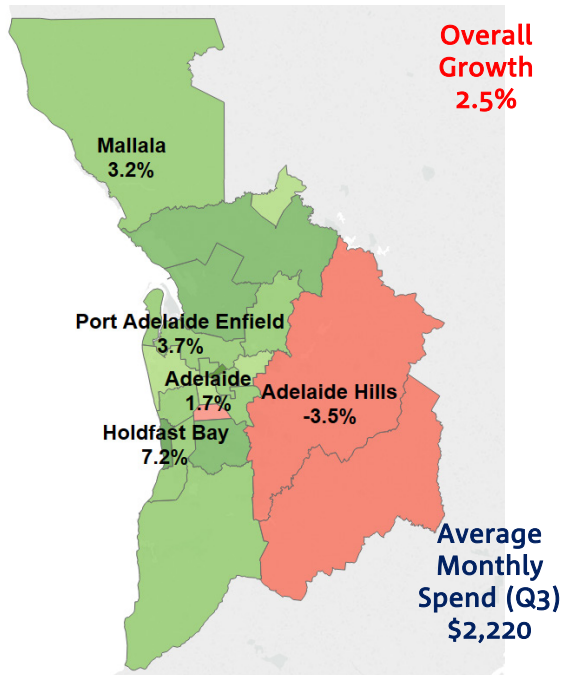 Overall
Growth
2.5%
Mallala
3.2%
Port Adelaide Enfield
3.7%
Adelaide
1.7%
Adelaide Hills
-3.5%
Holdfast Bay
7.2%
Average
Monthly
Spend (Q3)
$2,220